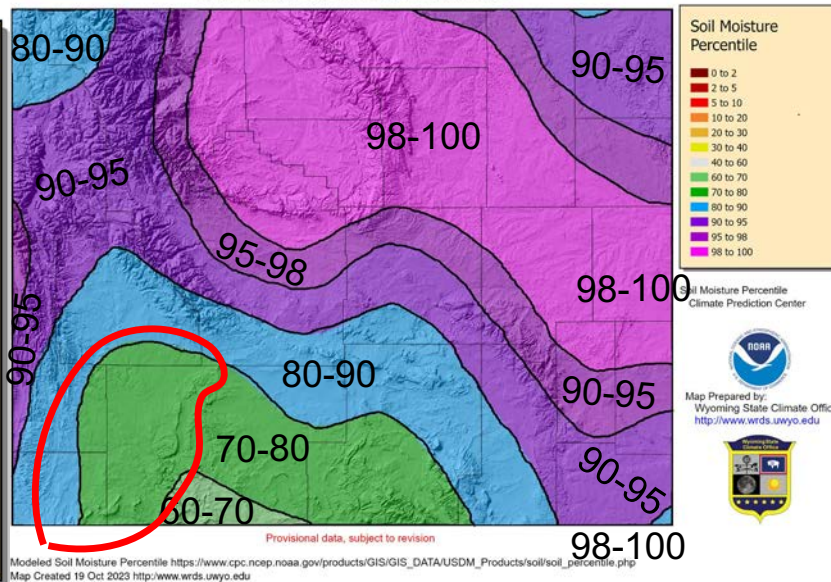 80-90
90-95
98-100
90-95
95-98
98-100
90-95
80-90
90-95
70-80
90-95
60-70
98-100
Soil Moisture
Percentile
0 to 2
2 to 5
5 to 10
10 to 20
20 to 30
30 to 40
40 to 60
60 to 70
70 to 80
80 to 90
90 to 95
95 to 98
98 to 100
Soil Moisture Percentile
Climate Prediction Center
NOAA
Map Prepared by:
Wyoming State Climate Offic
http://www.wrds.uwyo.edu
Wyoming State
Climate Office
Provisional data, subject to revision
Modeled Soil Moisture Percentile https://www.cpc.ncep.noaa.gov/products/GIS/GIS_DATA/USDM_Products/soil/soil_percentile.php
Map Created 19 Oct 2023 http:/www.wrds.uwyo.edu